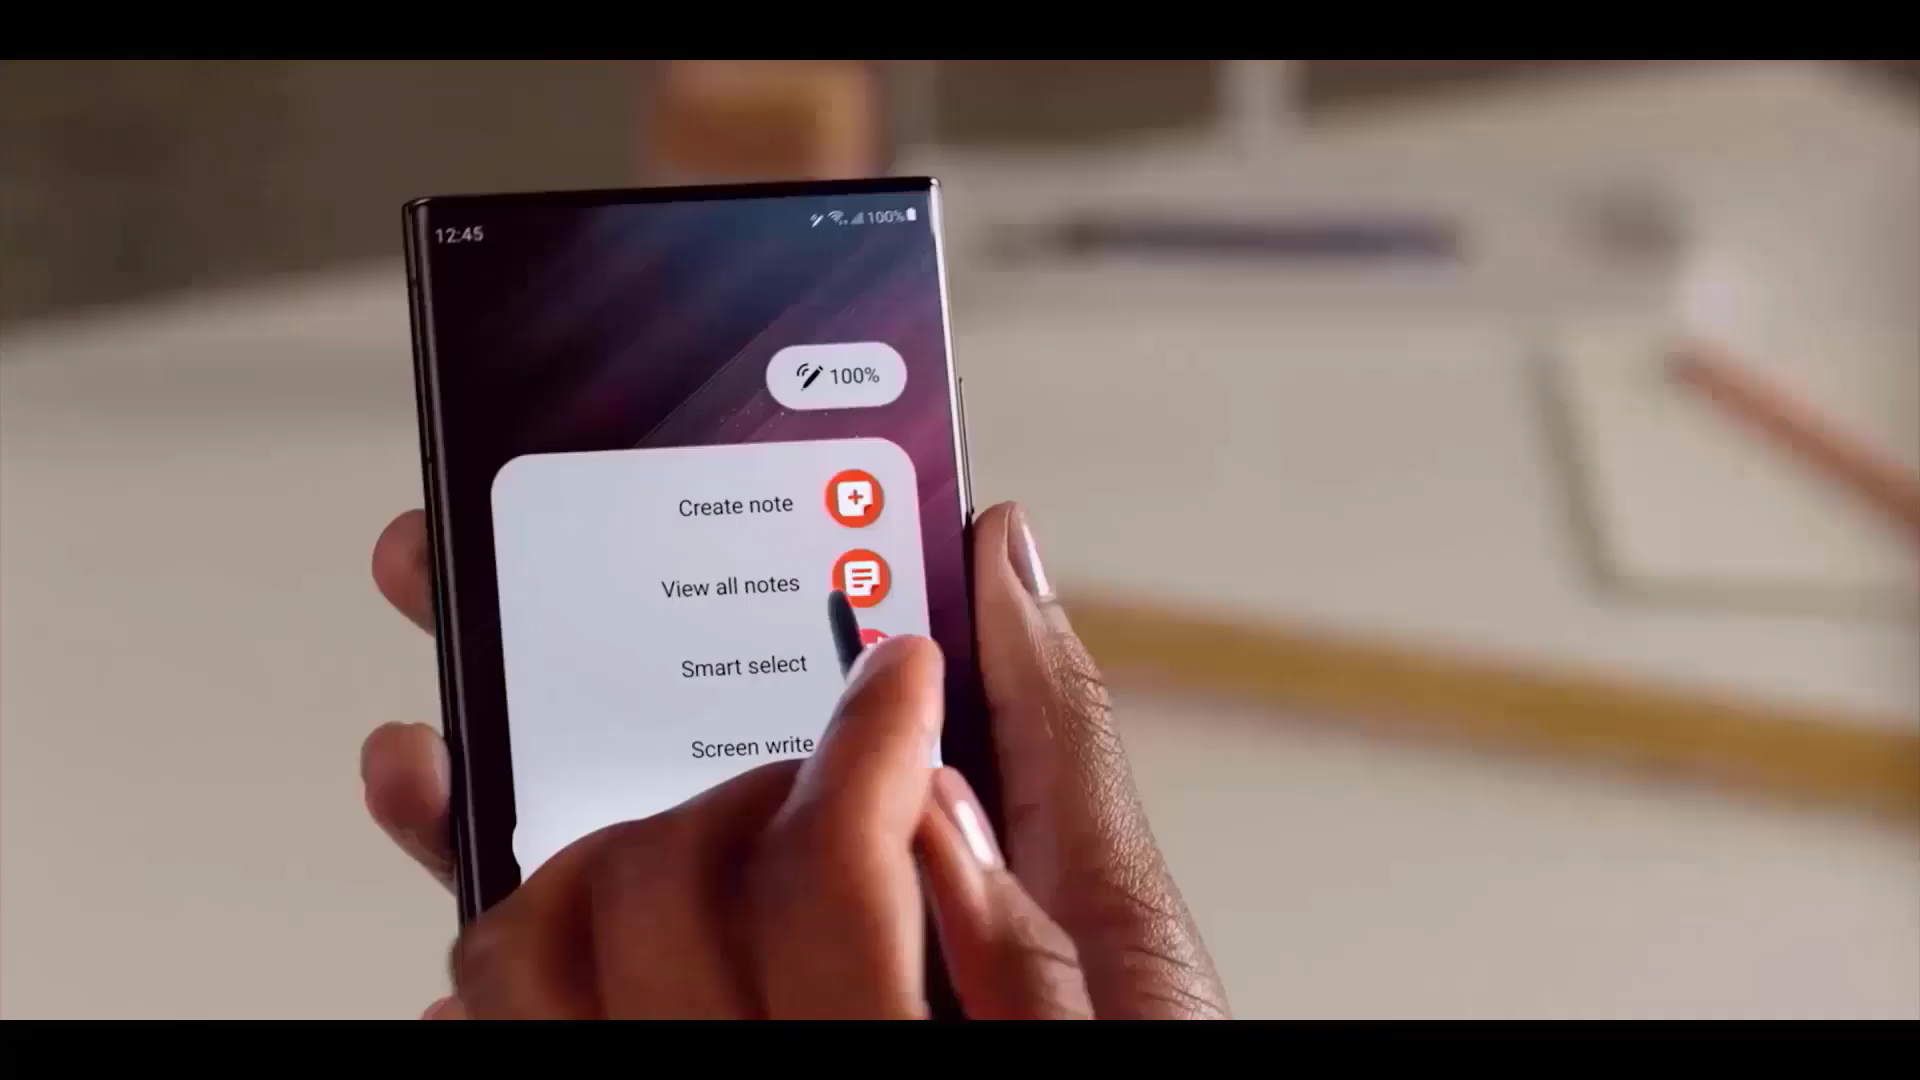 12:45
100%
100%
Create note
View all notes
Smart select
Screen write